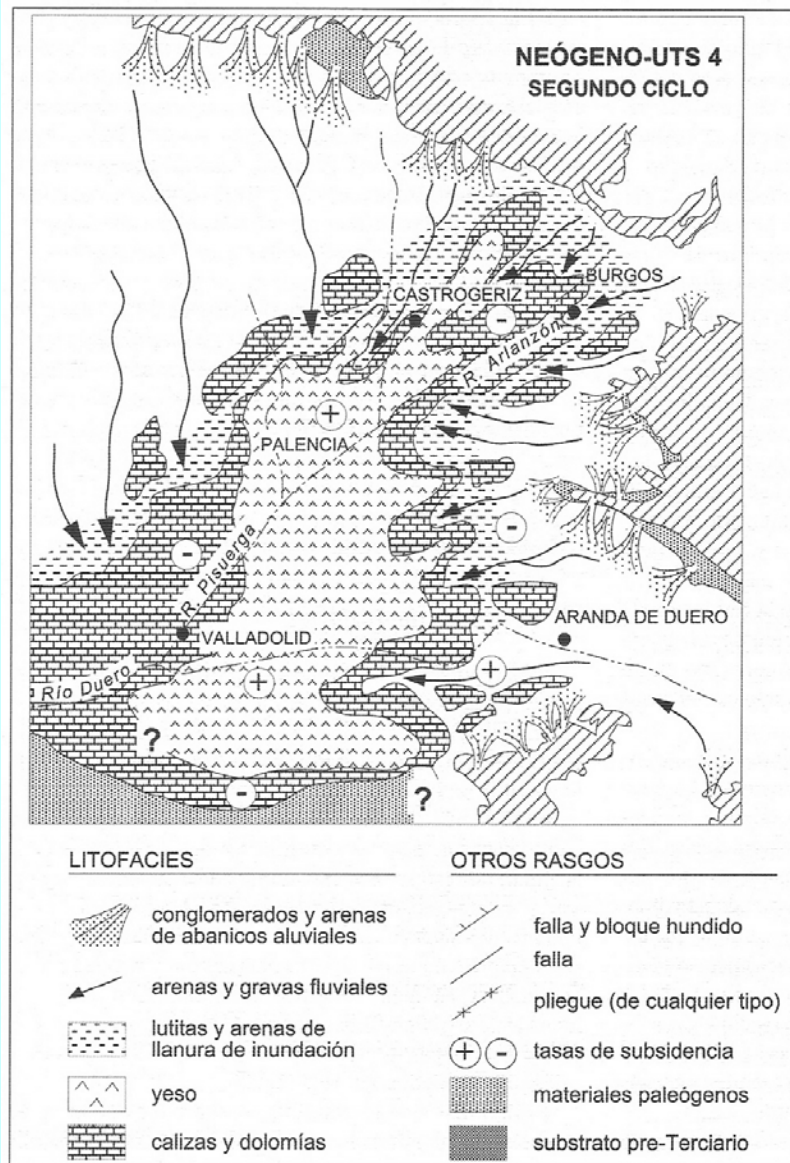 NEÓGENO-UTS 4
SEGUNDO CICLO
BURGOS
CASTROGERIZ
R. Arlanzón
PALENCIA
R. Pisuerga
ARANDA DE DUERO
VALLADOLID
Río Duero
?
?
LITOFACIES
conglomerados y arenas
de abanicos aluviales
arenas y gravas fluviales
lutitas y arenas de
llanura de inundación
yeso
calizas y dolomías
OTROS RASGOS
falla y bloque hundido
falla
pliegue (de cualquier tipo)
+ - tasas de subsidencia
materiales paleógenos
substrato pre-Terciario